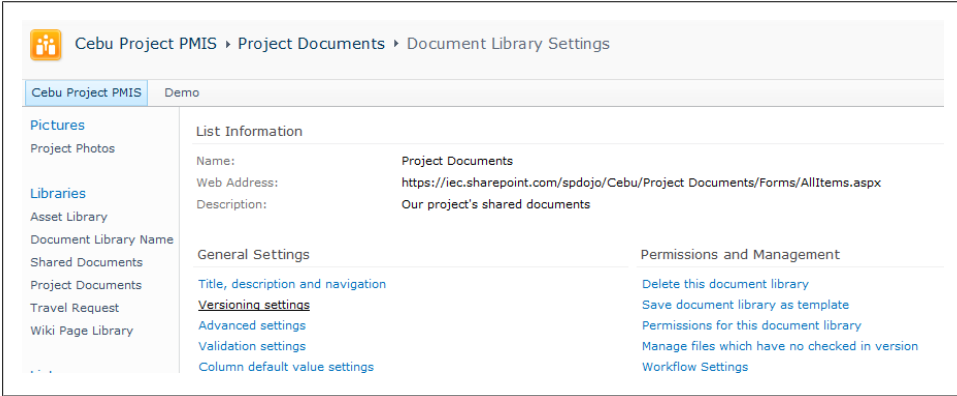 Cebu Project PMIS ▸ Project Documents ▸ Document Library Settings
Cebu Project PMIS Demo
Pictures
Project Photos
Libraries
Asset Library
Document Library Name
Shared Documents
Project Documents
Travel Request
Wiki Page Library
List Information
Name: Project Documents
Web Address: https://iec.sharepoint.com/spdojo/Cebu/Project Documents/Forms/AllItems.aspx
Description: Our project's shared documents
General Settings
Title, description and navigation
Versioning settings
Advanced settings
Validation settings
Column default value settings
Permissions and Management
Delete this document library
Save document library as template
Permissions for this document library
Manage files which have no checked in version
Workflow Settings